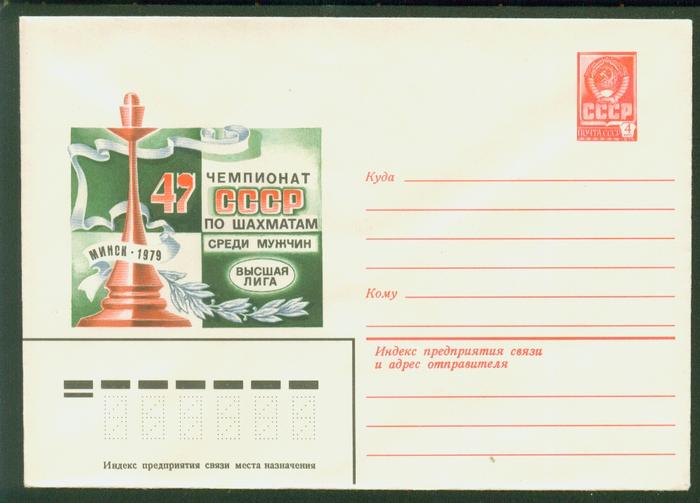 47 ЧЕМПИОНАТ
СССР
ПО ШАХМАТАМ
СРЕДИ МУЖЧИН
ВЫСШАЯ
ЛИГА
МИНСК · 1979
СССР
ПОЧТА СССР 4
Куда
Кому
Индекс предприятия связи
и адрес отправителя
Индекс предприятия связи места назначения